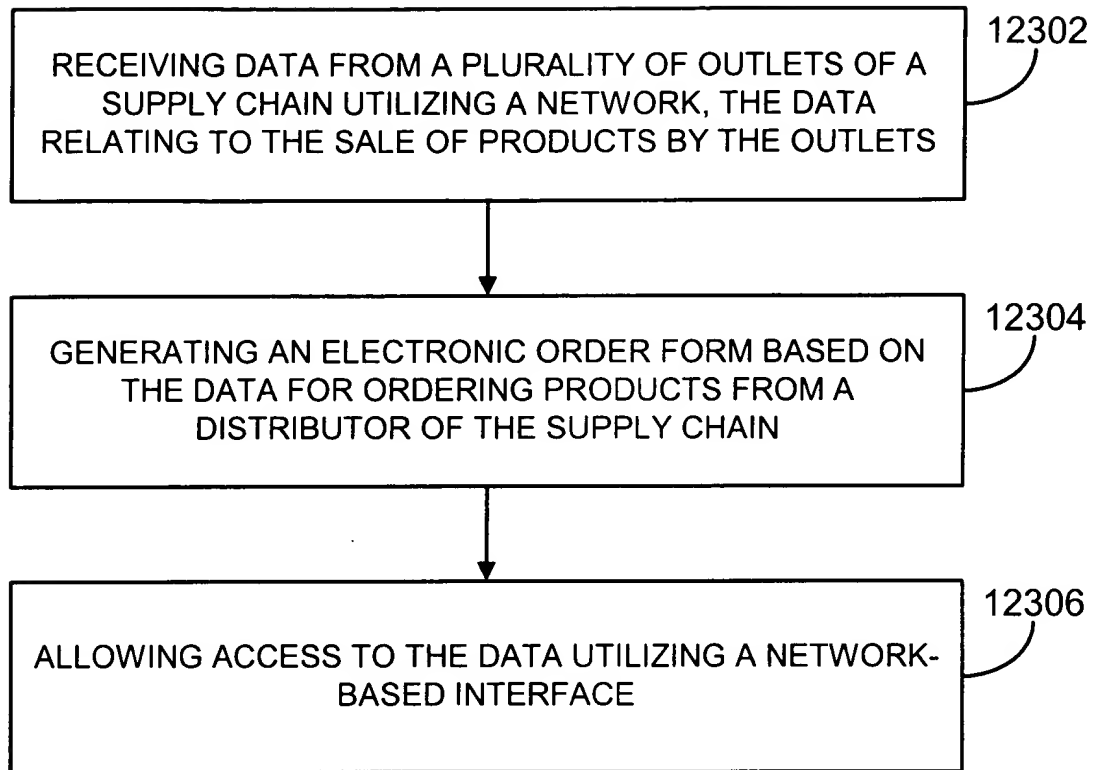 12302
RECEIVING DATA FROM A PLURALITY OF OUTLETS OF A
SUPPLY CHAIN UTILIZING A NETWORK, THE DATA
RELATING TO THE SALE OF PRODUCTS BY THE OUTLETS
12304
GENERATING AN ELECTRONIC ORDER FORM BASED ON
THE DATA FOR ORDERING PRODUCTS FROM A
DISTRIBUTOR OF THE SUPPLY CHAIN
12306
ALLOWING ACCESS TO THE DATA UTILIZING A NETWORK-
BASED INTERFACE